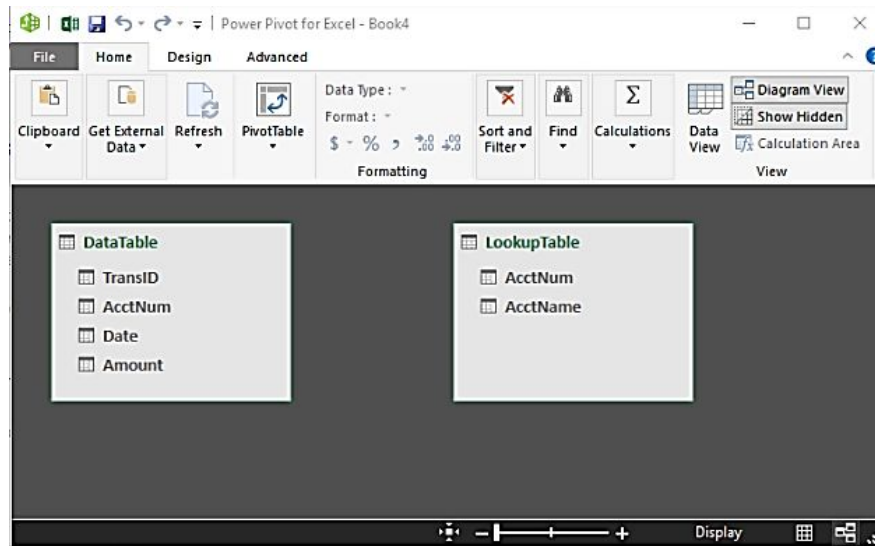 Power Pivot for Excel - Book4
File Home Design Advanced
Clipboard
Get External Data
Refresh
PivotTable
Data Type :
Format :
$ % , .00
Formatting
Sort and Filter
Find
Σ
Calculations
Data View
Diagram View
Show Hidden
Calculation Area
View
DataTable
TransID
AcctNum
Date
Amount
LookupTable
AcctNum
AcctName
Display